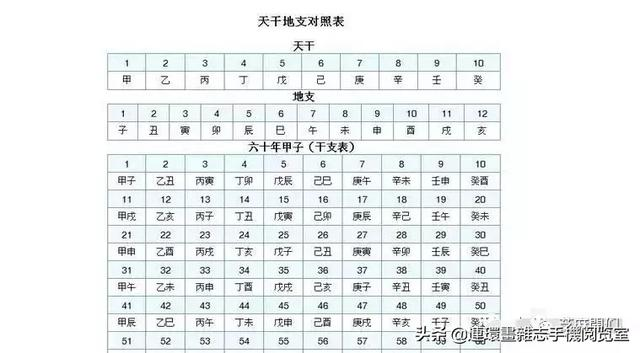 天干地支对照表
天干
1 2 3 4 5 6 7 8 9 10
甲 乙 丙 丁 戊 己 庚 辛 壬 癸
地支
1 2 3 4 5 6 7 8 9 10 11 12
子 丑 寅 卯 辰 巳 午 未 申 酉 戌 亥
六十年甲子（干支表）
1 2 3 4 5 6 7 8 9 10
甲子 乙丑 丙寅 丁卯 戊辰 己巳 庚午 辛未 壬申 癸酉
11 12 13 14 15 16 17 18 19 20
甲戌 乙亥 丙子 丁丑 戊寅 己卯 庚辰 辛巳 壬午 癸未
21 22 23 24 25 26 27 28 29 30
甲申 乙酉 丙戌 丁亥 戊子 己丑 庚寅 辛卯 壬辰 癸巳
31 32 33 34 35 36 37 38 39 40
甲午 乙未 丙申 丁酉 戊戌 己亥 庚子 辛丑 壬寅 癸卯
41 42 43 44 45 46 47 48 49 50
甲辰 乙巳 丙午 丁未 戊申 己酉 庚戌 辛亥 壬子
51 52 53 54 55 56 57 58
头条 @連環畫雜志手機閱览室